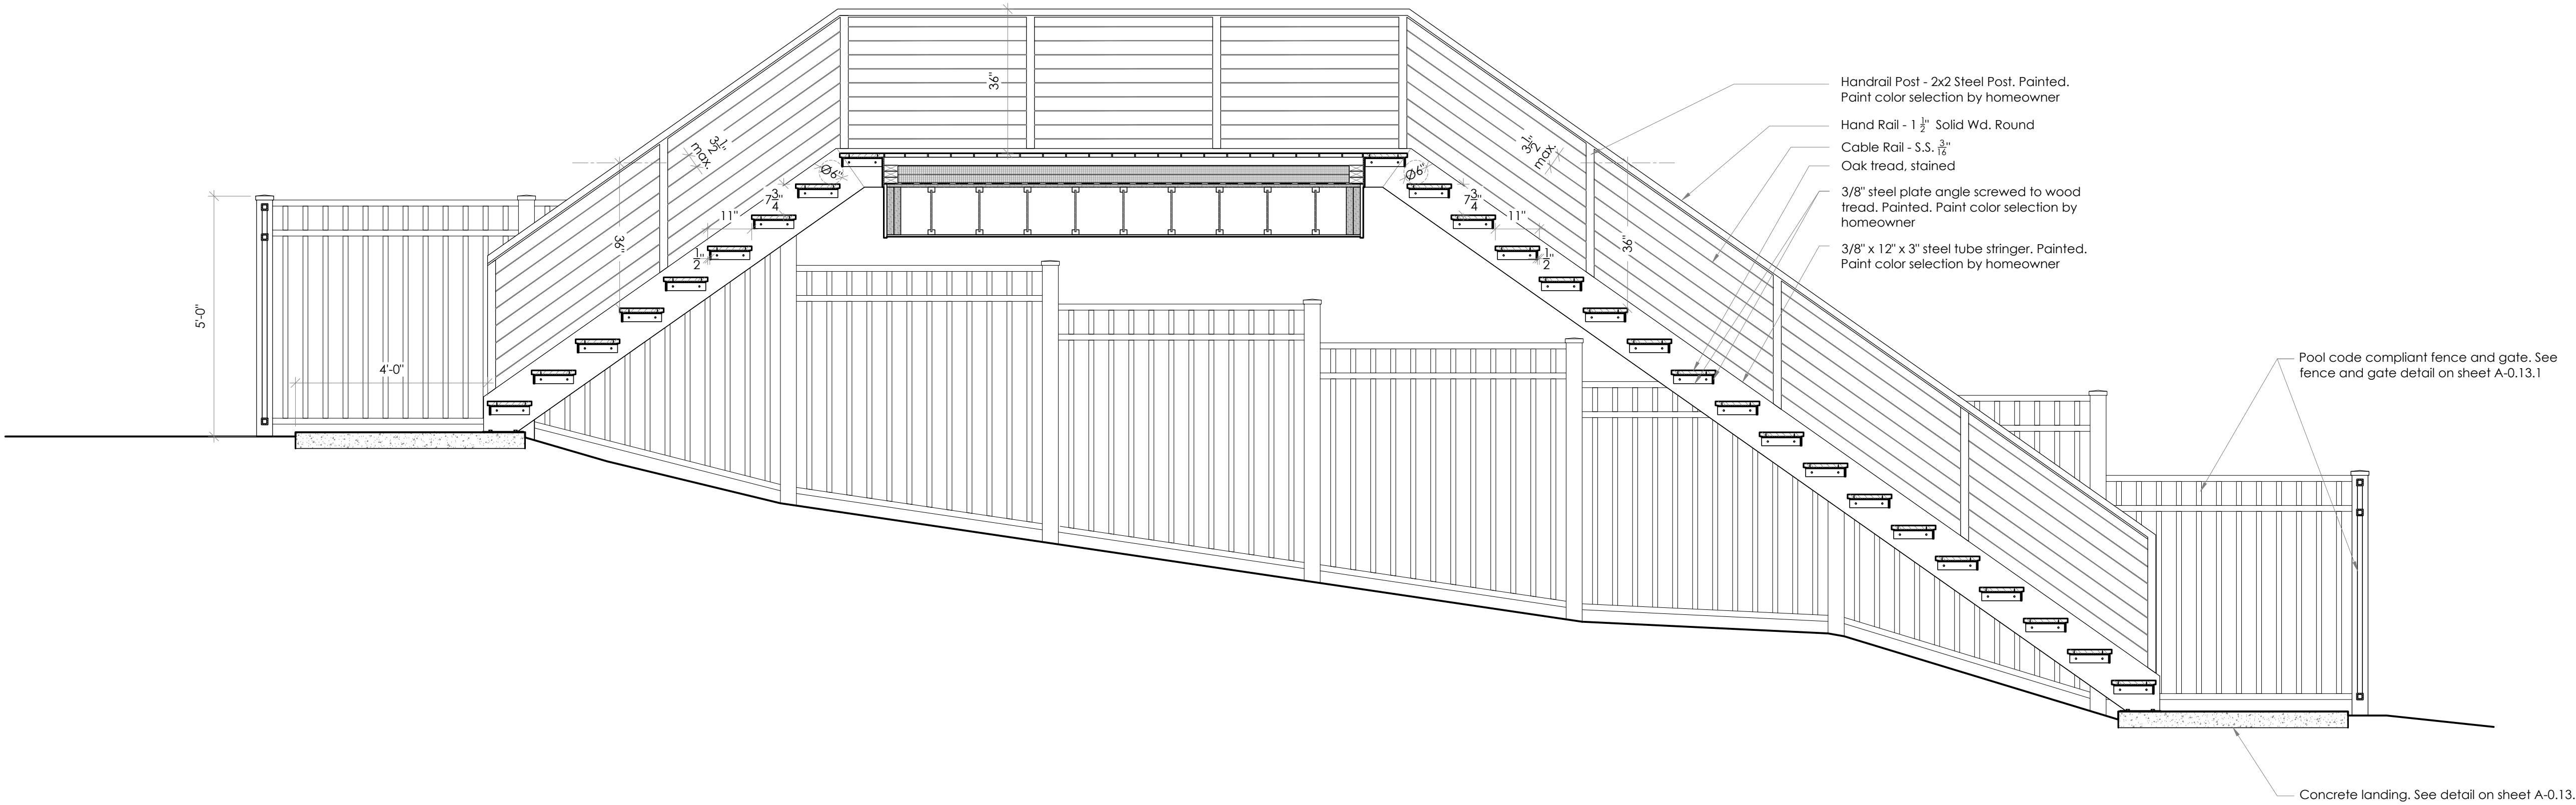 36"
Handrail Post - 2x2 Steel Post. Painted.
Paint color selection by homeowner
Hand Rail - 1 1/2" Solid Wd. Round
Cable Rail - S.S. 3/16"
Oak tread, stained
3/8" steel plate angle screwed to wood
tread. Painted. Paint color selection by
homeowner
3/8" x 12" x 3" steel tube stringer. Painted.
Paint color selection by homeowner
3 1/2"
max.
3 1/2"
max.
Ø6"
Ø6"
7 3/4"
7 3/4"
11"
11"
36"
36"
1/2"
1/2"
5'-0"
4'-0"
Pool code compliant fence and gate. See
fence and gate detail on sheet A-0.13.1
Concrete landing. See detail on sheet A-0.13.